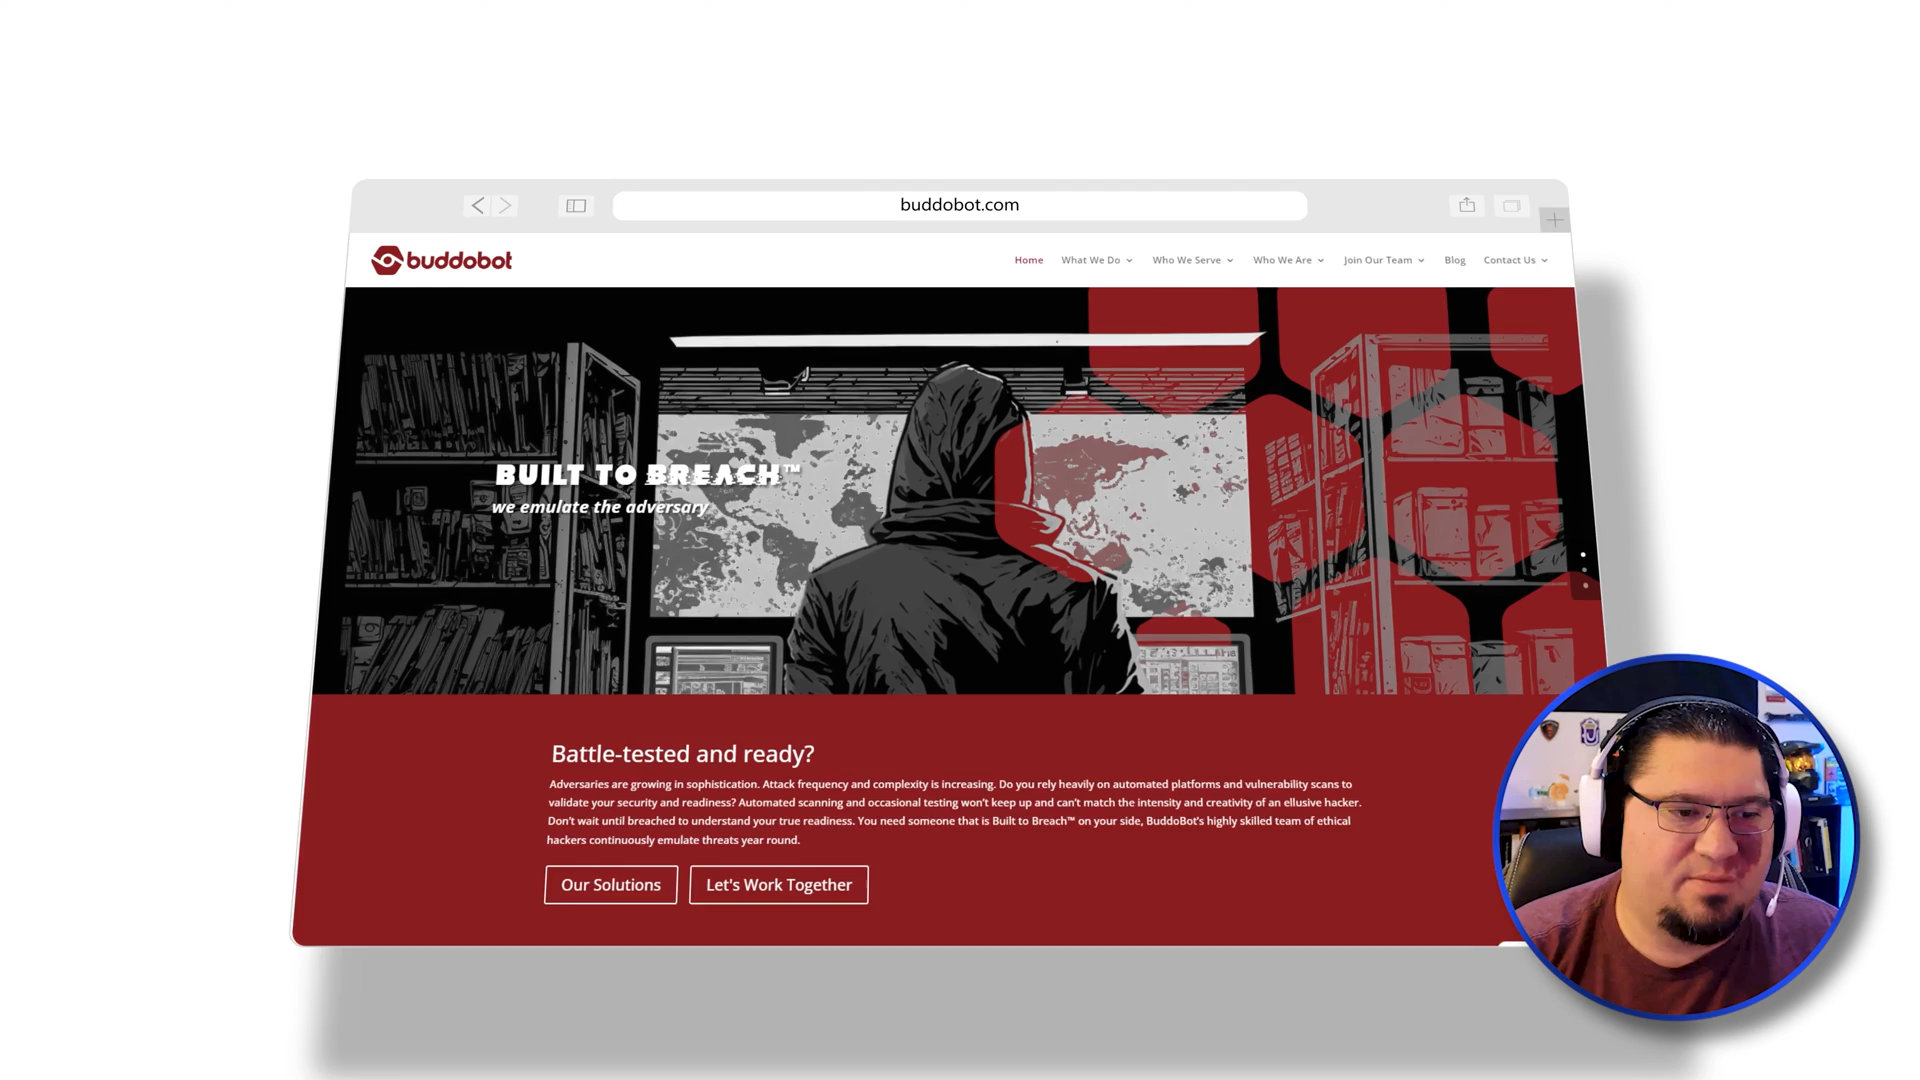 buddobot.com
buddobot
Home What We Do Who We Serve Who We Are Join Our Team Blog Contact Us
BUILT TO BREACH™
we emulate the adversary
Battle-tested and ready?
Adversaries are growing in sophistication. Attack frequency and complexity is increasing. Do you rely heavily on automated platforms and vulnerability scans to
validate your security and readiness? Automated scanning and occasional testing won't keep up and can't match the intensity and creativity of an ellusive hacker.
Don't wait until breached to understand your true readiness. You need someone that is Built to Breach™ on your side, BuddoBot's highly skilled team of ethical
hackers continuously emulate threats year round.
Our Solutions Let's Work Together